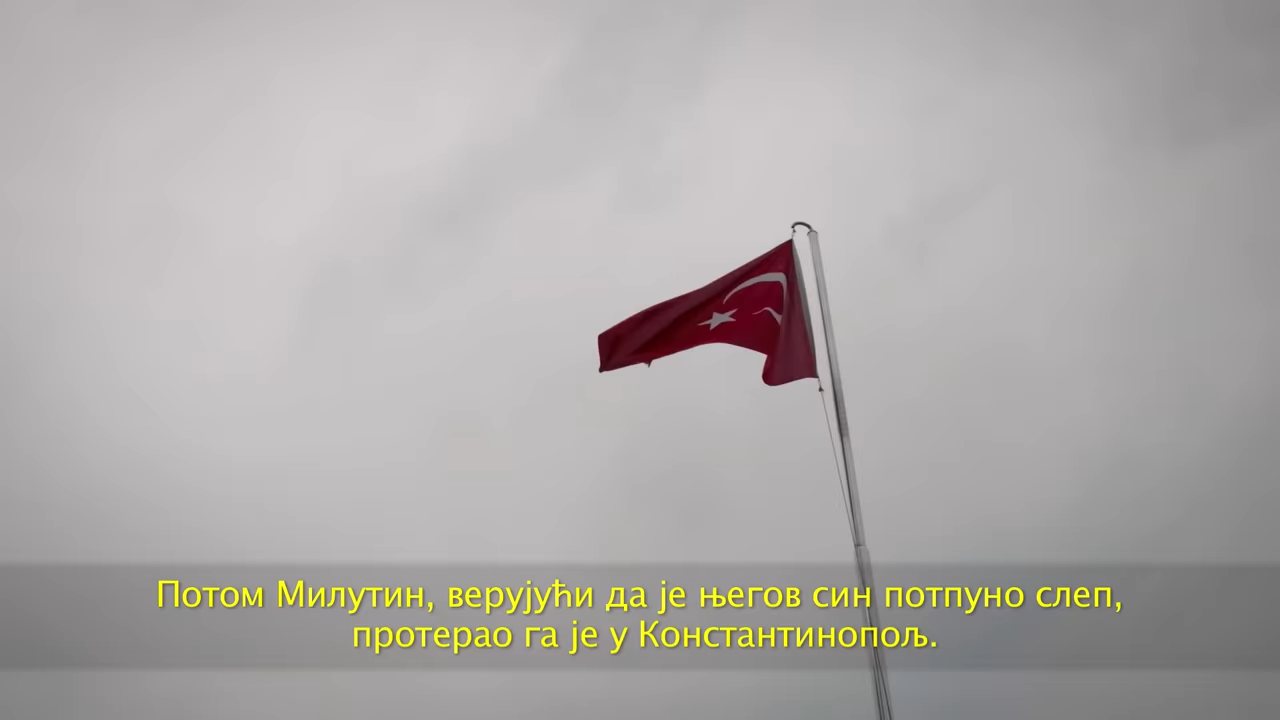 Потом Милутин, верујући да је његов син потпуно слеп,
протерао га је у Константинопољ.